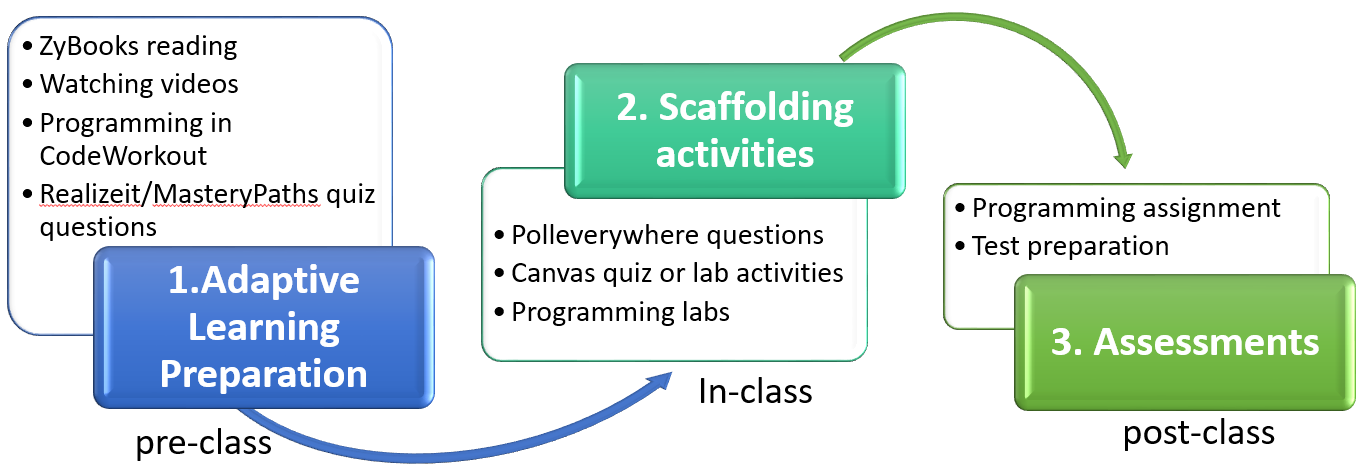 • ZyBooks reading
• Watching videos
• Programming in
CodeWorkout
• Realizeit/MasteryPaths quiz
questions
1.Adaptive
Learning
Preparation
pre-class
2. Scaffolding
activities
• Polleverywhere questions
• Canvas quiz or lab activities
• Programming labs
In-class
• Programming assignment
• Test preparation
3. Assessments
post-class